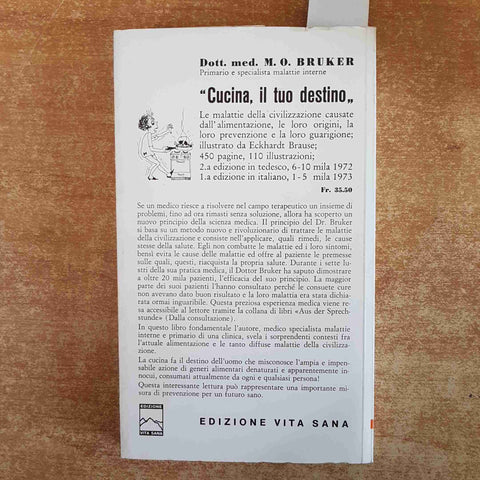 Dott. med. M. O. BRUKER
Primario e specialista malattie interne
“Cucina, il tuo destino„
Le malattie della civilizzazione causate
dall'alimentazione, le loro origini, la
loro prevenzione e la loro guarigione;
illustrato da Eckhardt Brause;
450 pagine, 110 illustrazioni;
2.a edizione in tedesco, 6-10 mila 1972
1.a edizione in italiano, 1-5 mila 1973
Fr. 35.50
Se un medico riesce a risolvere nel campo terapeutico un insieme di
problemi, fino ad ora rimasti senza soluzione, allora ha scoperto un
nuovo principio della scienza medica. Il principio del Dr. Bruker
si basa su un metodo nuovo e rivoluzionario di trattare le malattie
della civilizzazione e consiste nell'applicare, quali rimedi, le cause
stesse della salute. Egli non combatte le malattie ed i loro sintomi,
bensì evita le cause delle malattie ed offre al paziente le premesse
sulle quali, questi, riacquista la propria salute. Durante i sette lu-
stri della sua pratica medica, il Dottor Bruker ha saputo dimostrare
a oltre 20 mila pazienti, l'efficacia del suo principio. La maggior
parte dei suoi pazienti l'hanno consultato perché le consuete cure
non avevano dato buon risultato e la loro malattia era stata dichia-
rata ormai inguaribile. Questa preziosa esperienza medica viene re-
sa accessibile al lettore tramite la collana di libri «Aus der Sprech-
stunde» (Dalla consultazione).
In questo libro fondamentale l'autore, medico specialista malattie
interne e primario di una clinica, svela i sorprendenti contesti fra
l'attuale alimentazione e le tanto diffuse malattie della civilizza-
zione.
La cucina fa il destino dell'uomo che misconosce l'ampia e impen-
sabile azione di generi alimentari denaturati e apparentemente in-
nocui, consumati attualmente da ogni e qualsiasi persona!
Questa interessante lettura può rappresentare una importante mi-
sura di prevenzione per un futuro sano.
EDIZIONE
VITA SANA
EDIZIONE VITA SANA